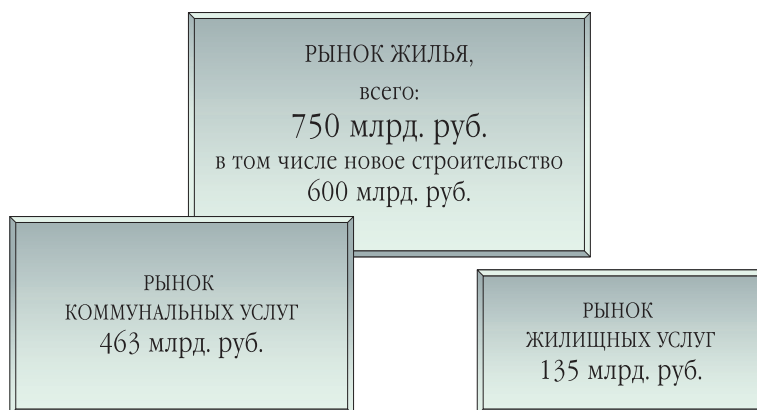 РЫНОК ЖИЛЬЯ,
всего:
750 млрд. руб.
в том числе новое строительство
600 млрд. руб.
РЫНОК
КОММУНАЛЬНЫХ УСЛУГ
463 млрд. руб.
РЫНОК
ЖИЛИЩНЫХ УСЛУГ
135 млрд. руб.